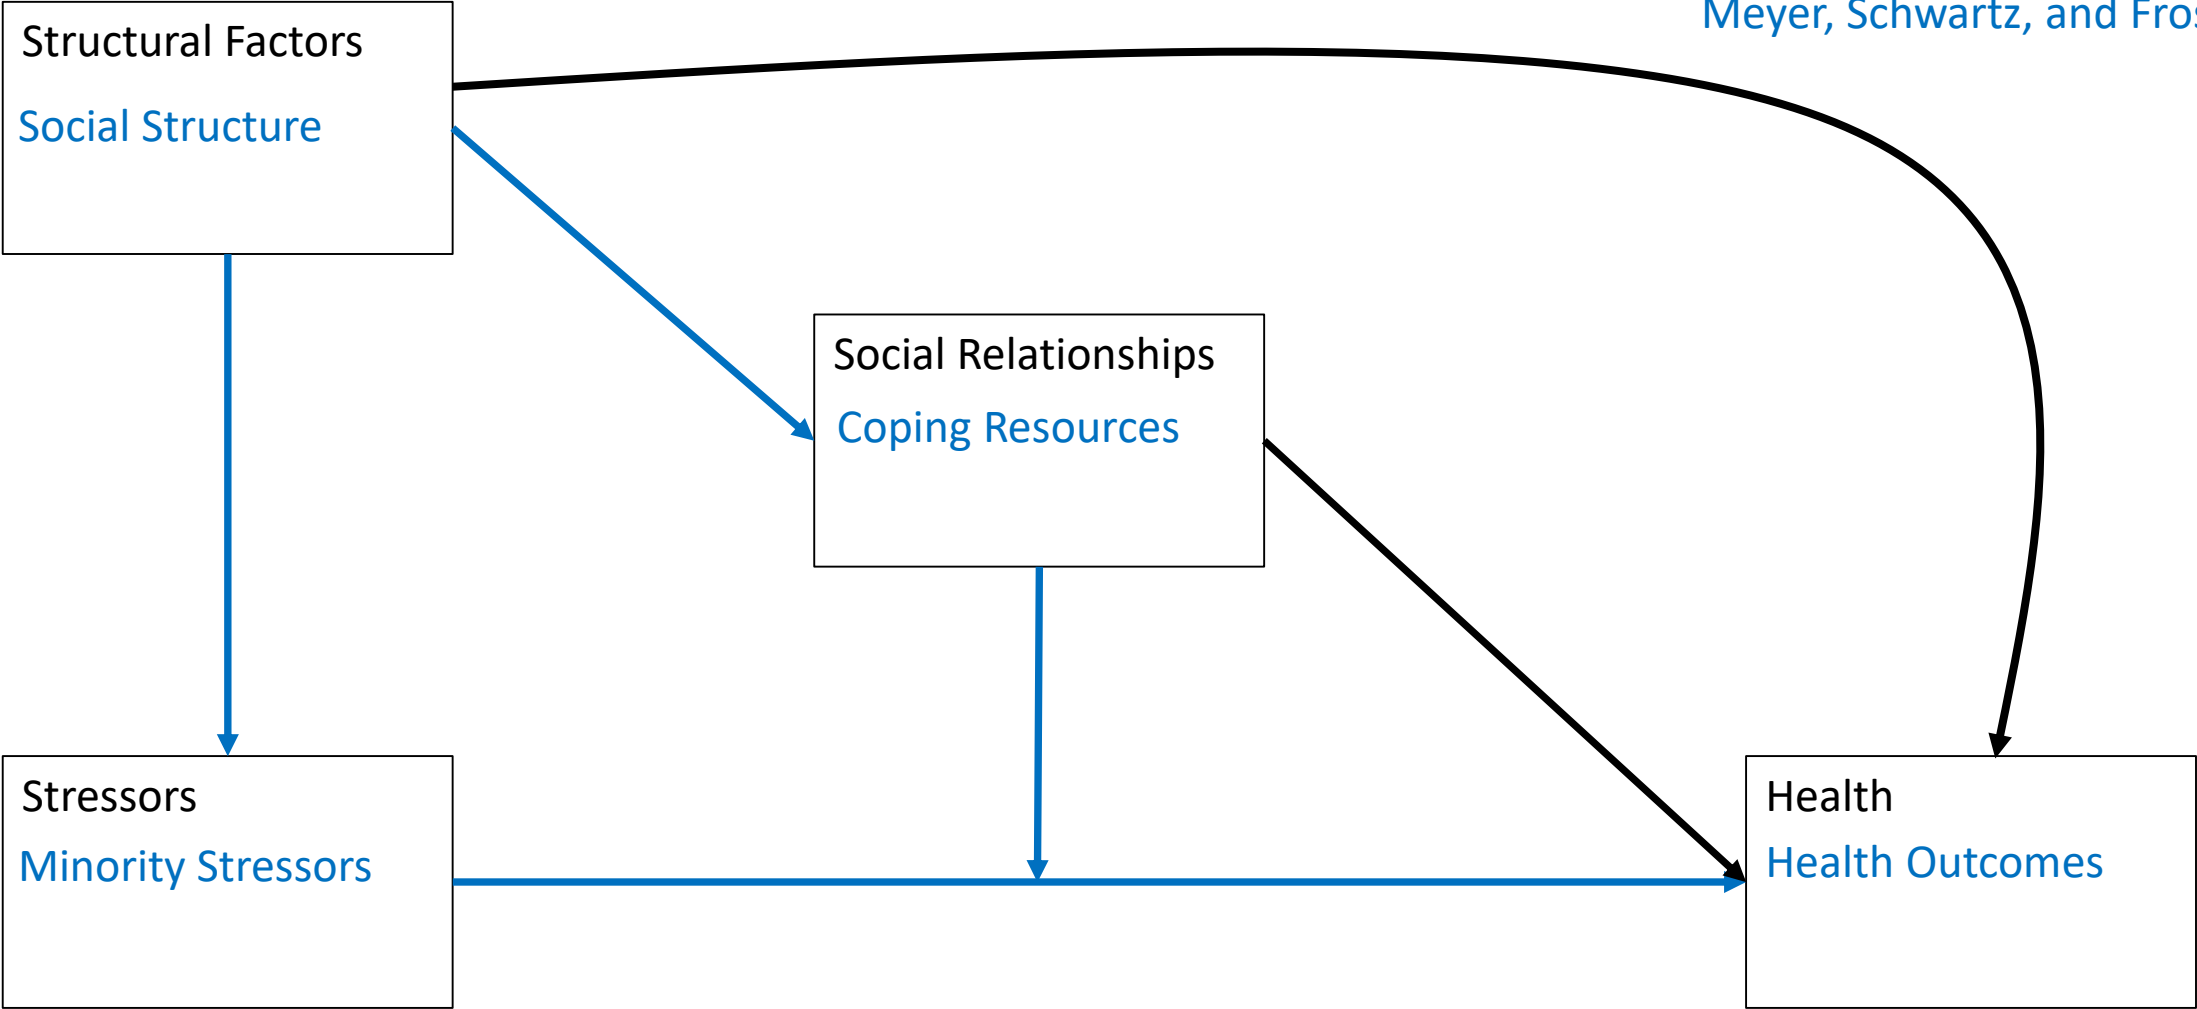 Meyer, Schwartz, and
Structural Factors
Social Structure
Social Relationships
Coping Resources
Stressors
Minority Stressors
Health
Health Outcomes